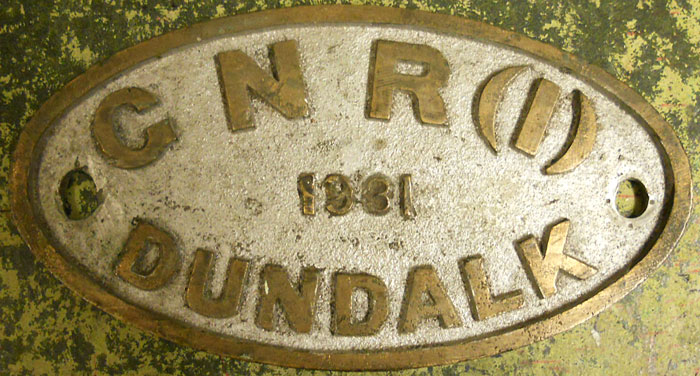 G N R (I)
1931
DUNDALK